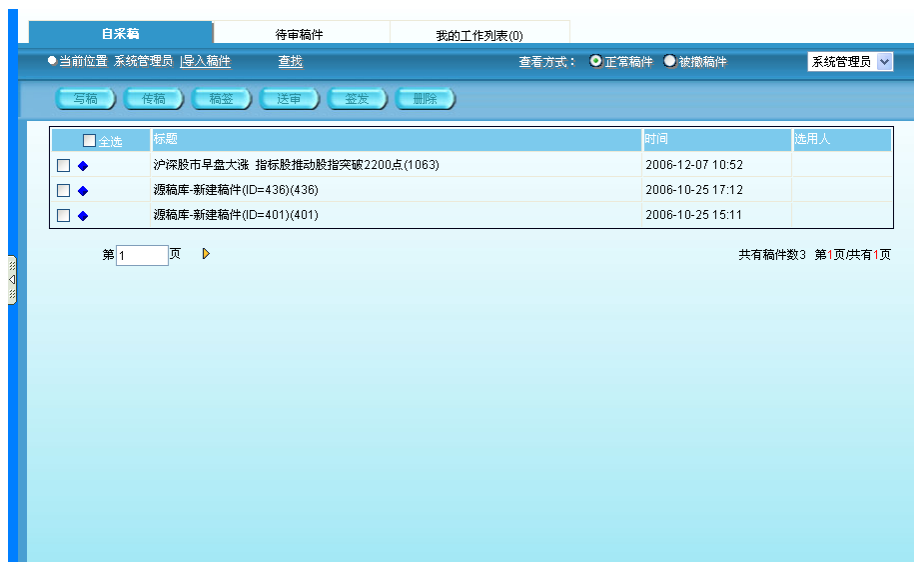 自采稿 待审稿件 我的工作列表(0)
当前位置 系统管理员 |导入稿件 查找 查看方式： 正常稿件 被撤稿件 系统管理员
写稿 传稿 稿签 送审 签发 删除
全选 标题 时间 选用人
沪深股市早盘大涨 指标股推动股指突破2200点(1063) 2006-12-07 10:52
源稿库-新建稿件(ID=436)(436) 2006-10-25 17:12
源稿库-新建稿件(ID=401)(401) 2006-10-25 15:11
第1页 共有稿件数3 第1页/共有1页